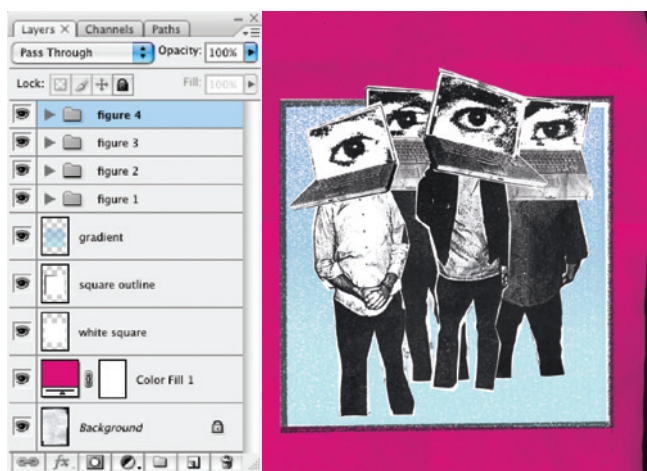 Layers × Channels Paths
Pass Through Opacity: 100%
Lock: Fill: 100%
figure 4
figure 3
figure 2
figure 1
gradient
square outline
white square
Color Fill 1
Background
fx.